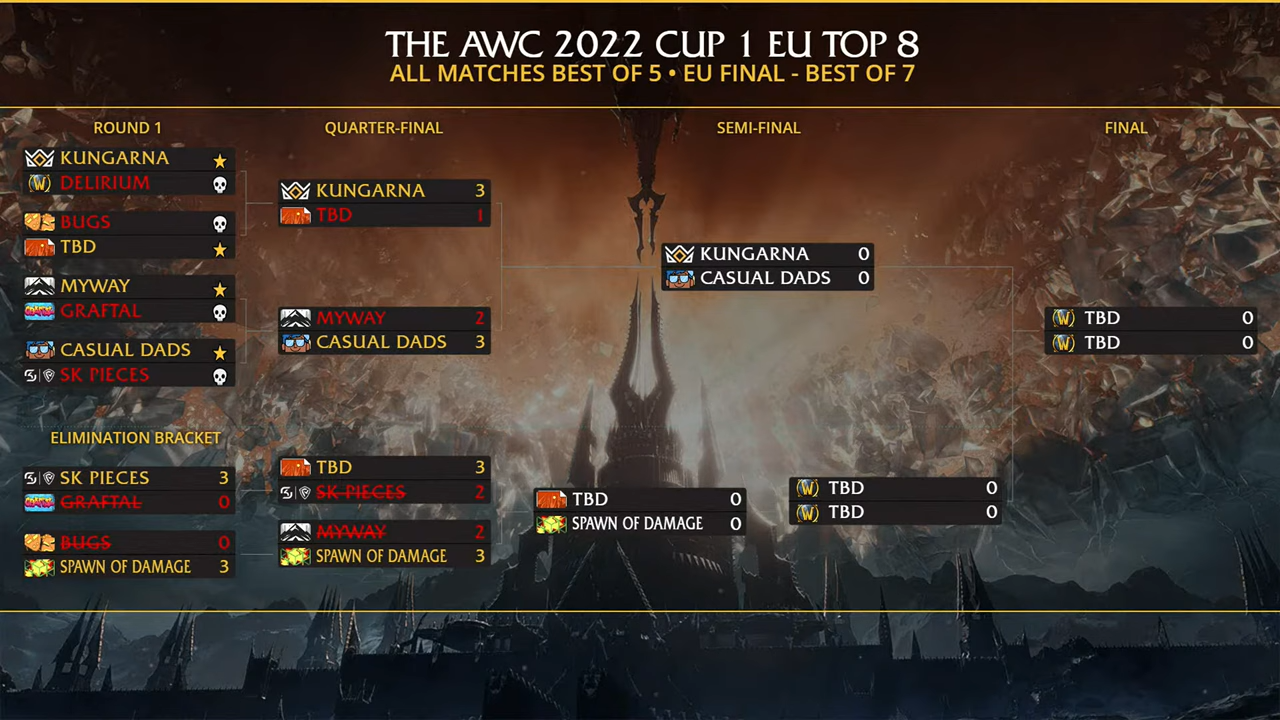 THE AWC 2022 CUP 1 EU TOP 8
ALL MATCHES BEST OF 5 • EU FINAL - BEST OF 7
ROUND 1
KUNGARNA
DELIRIUM
BUGS
TBD
MYWAY
GRAFTAL
CASUAL DADS
SK PIECES
QUARTER-FINAL
KUNGARNA 3
TBD 1
MYWAY 2
CASUAL DADS 3
SEMI-FINAL
KUNGARNA 0
CASUAL DADS 0
FINAL
TBD 0
TBD 0
ELIMINATION BRACKET
SK PIECES 3
GRAFTAL 0
BUGS 0
SPAWN OF DAMAGE 3
TBD 3
SK PIECES 2
MYWAY 2
SPAWN OF DAMAGE 3
TBD 0
SPAWN OF DAMAGE 0
TBD 0
TBD 0